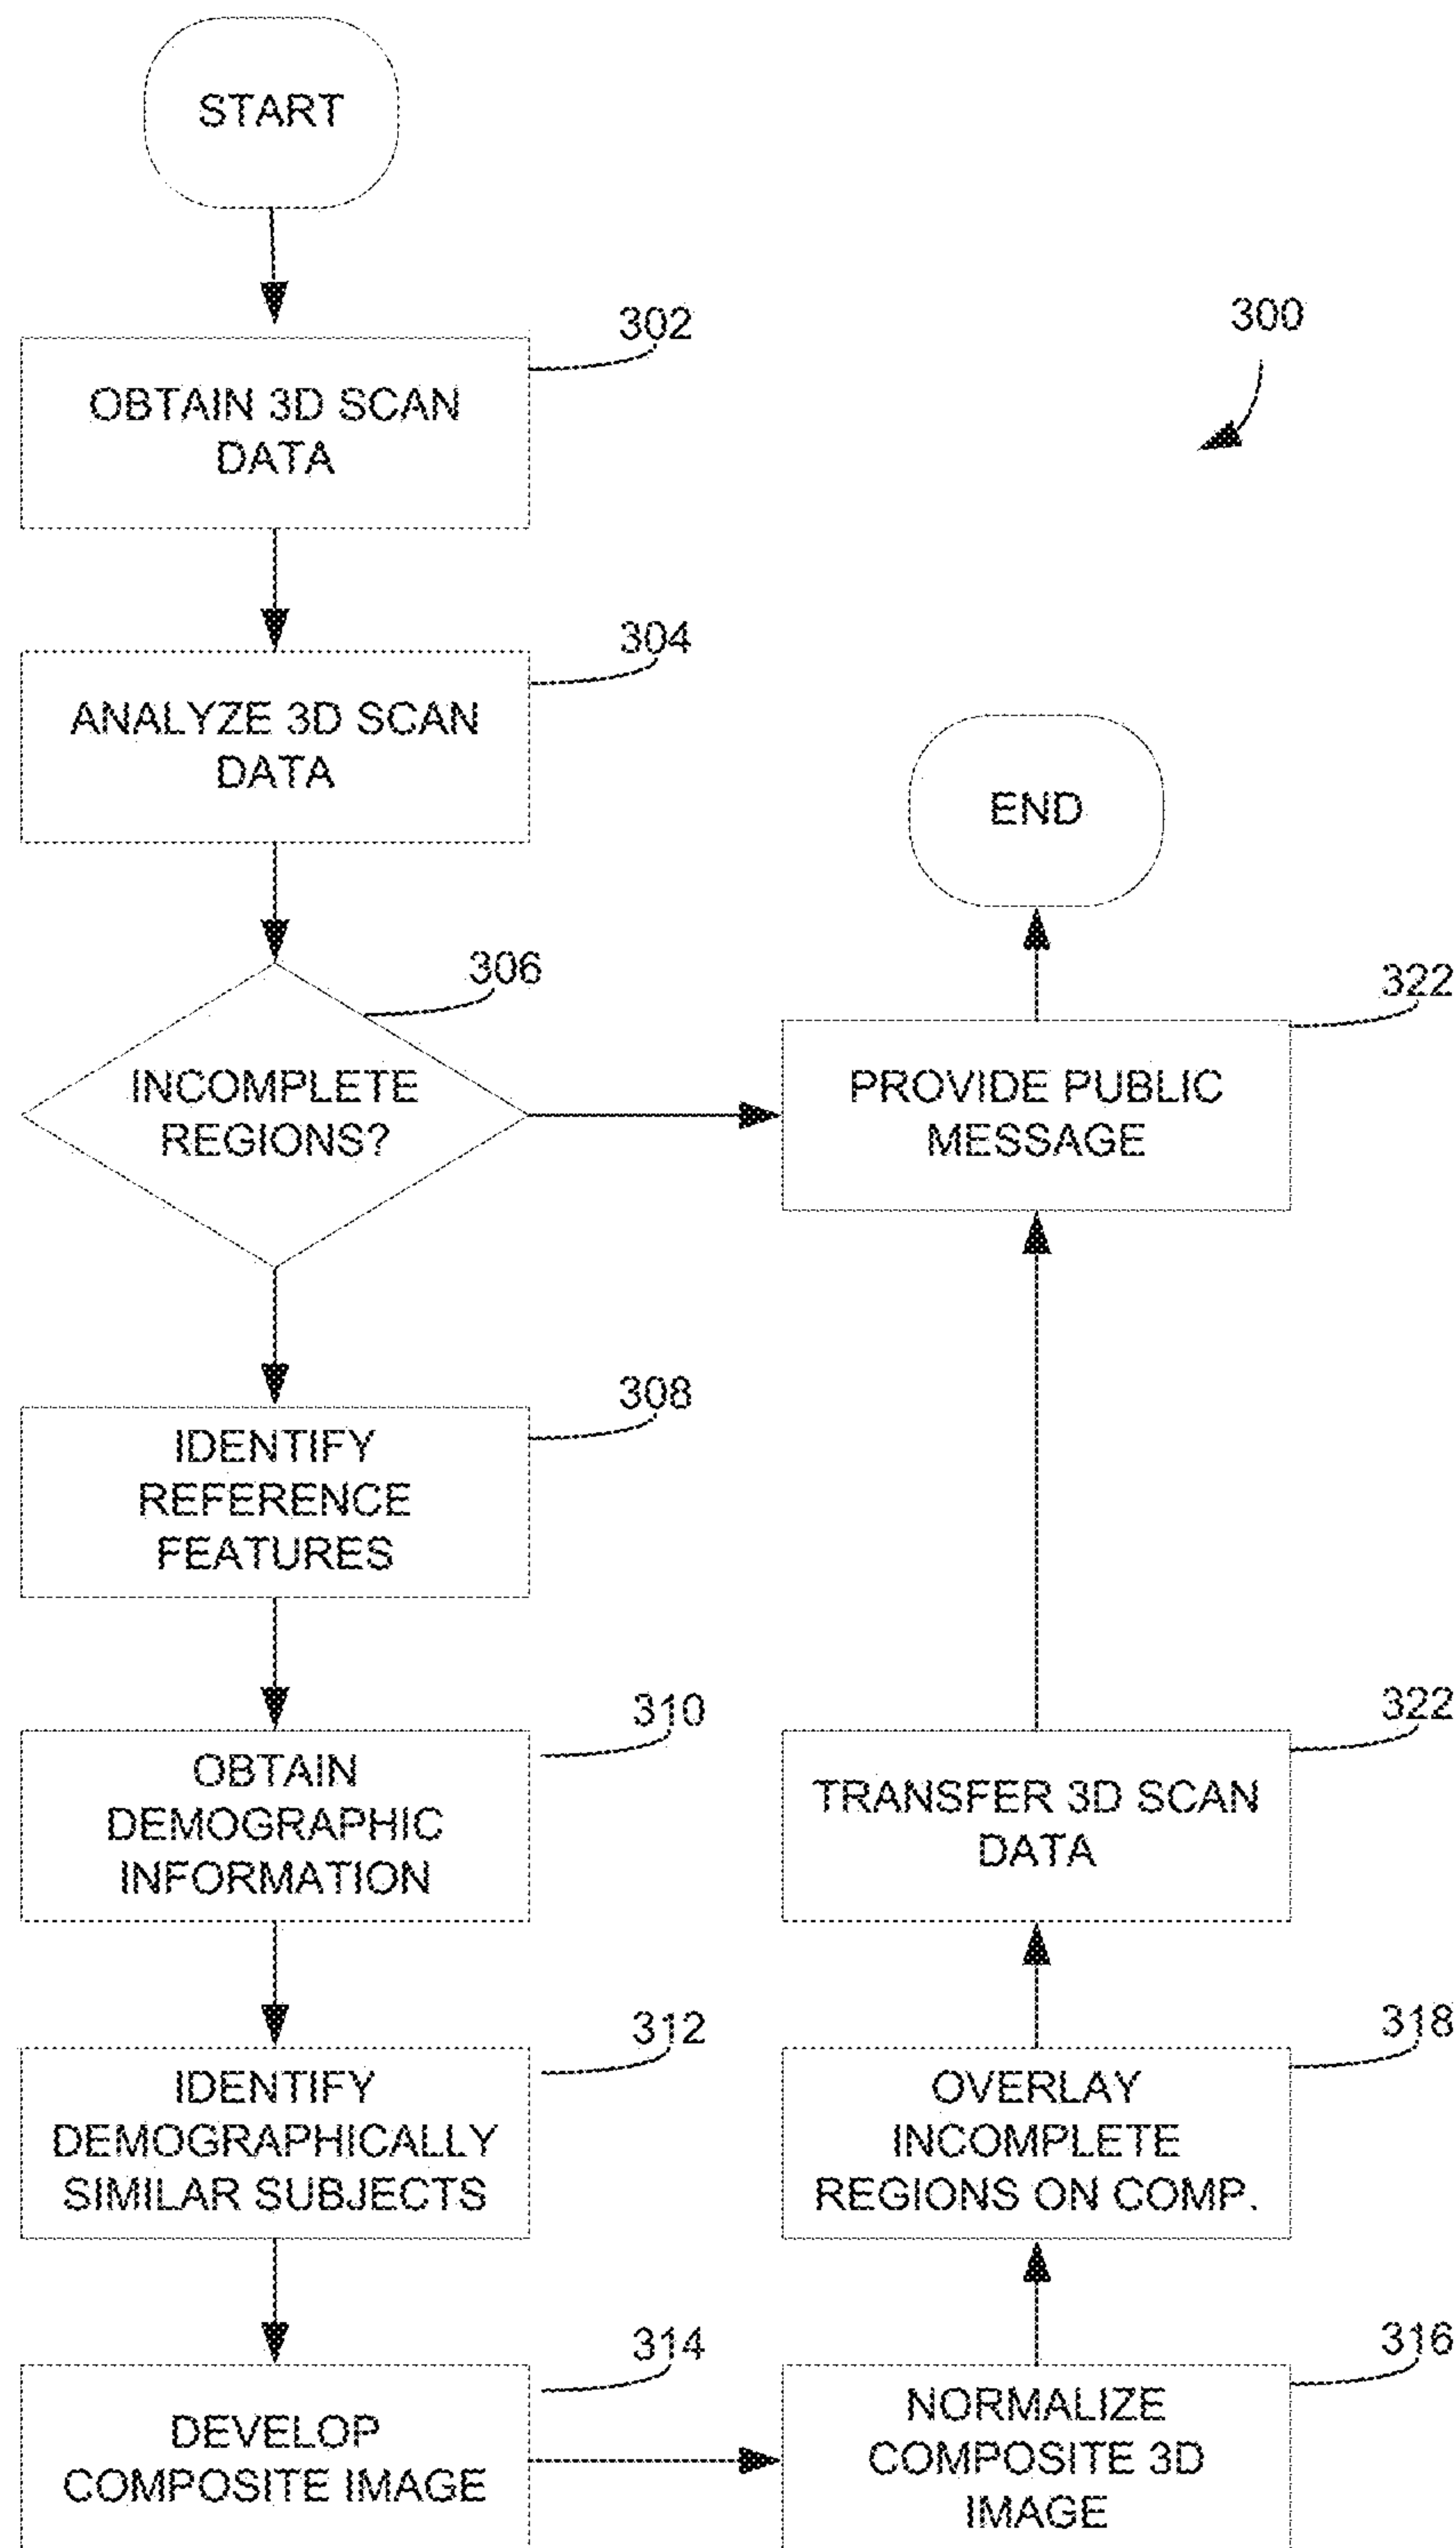 START
302
300
OBTAIN 3D SCAN
DATA
304
ANALYZE 3D SCAN
DATA
END
306
322
INCOMPLETE
REGIONS?
PROVIDE PUBLIC
MESSAGE
308
IDENTIFY
REFERENCE
FEATURES
310
322
OBTAIN
DEMOGRAPHIC
INFORMATION
TRANSFER 3D SCAN
DATA
312
318
IDENTIFY
DEMOGRAPHICALLY
SIMILAR SUBJECTS
OVERLAY
INCOMPLETE
REGIONS ON COMP.
314
316
DEVELOP
COMPOSITE IMAGE
NORMALIZE
COMPOSITE 3D
IMAGE